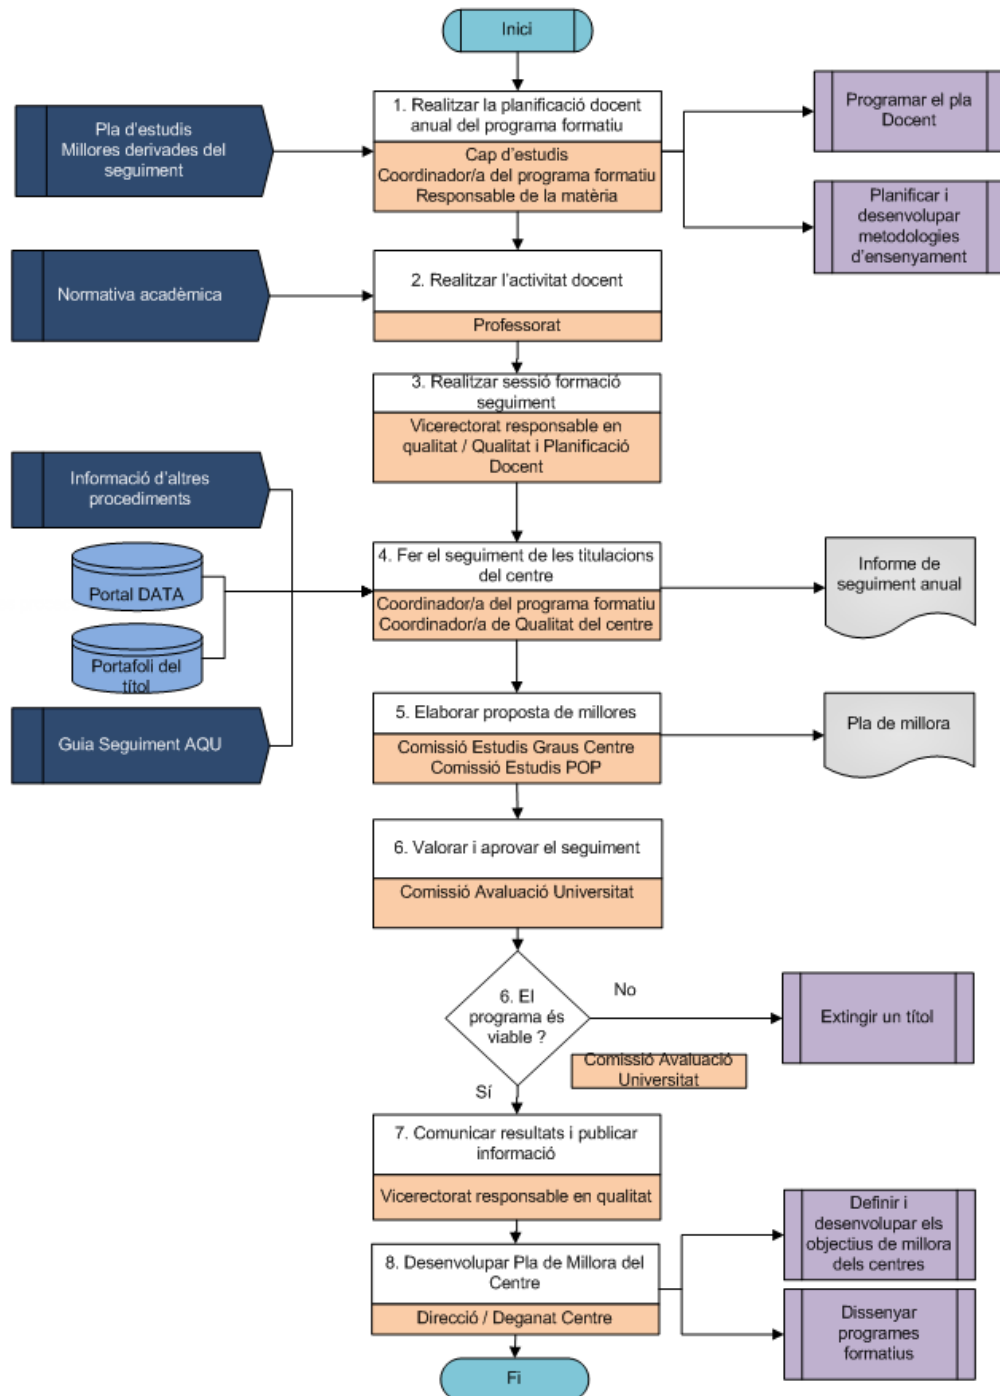 Inici
1. Realitzar la planificació docent
anual del programa formatiu
Cap d'estudis
Coordinador/a del programa formatiu
Responsable de la matèria
Pla d'estudis
Millores derivades del
seguiment
Programar el pla
Docent
Planificar i
desenvolupar
metodologies
d'ensenyament
Normativa acadèmica
2. Realitzar l'activitat docent
Professorat
3. Realitzar sessió formació
seguiment
Vicerectorat responsable en
qualitat / Qualitat i Planificació
Docent
Informació d'altres
procediments
Portal DATA
Portafoli del
títol
Guia Seguiment AQU
4. Fer el seguiment de les titulacions
del centre
Coordinador/a del programa formatiu
Coordinador/a de Qualitat del centre
Informe de
seguiment anual
5. Elaborar proposta de millores
Comissió Estudis Graus Centre
Comissió Estudis POP
Pla de millora
6. Valorar i aprovar el seguiment
Comissió Avaluació Universitat
6. El
programa és
viable ?
No
Comissió Avaluació
Universitat
Extingir un títol
Sí
7. Comunicar resultats i publicar
informació
Vicerectorat responsable en qualitat
8. Desenvolupar Pla de Millora del
Centre
Direcció / Deganat Centre
Definir i
desenvolupar els
objectius de millora
dels centres
Dissenyar
programes
formatius
Fi